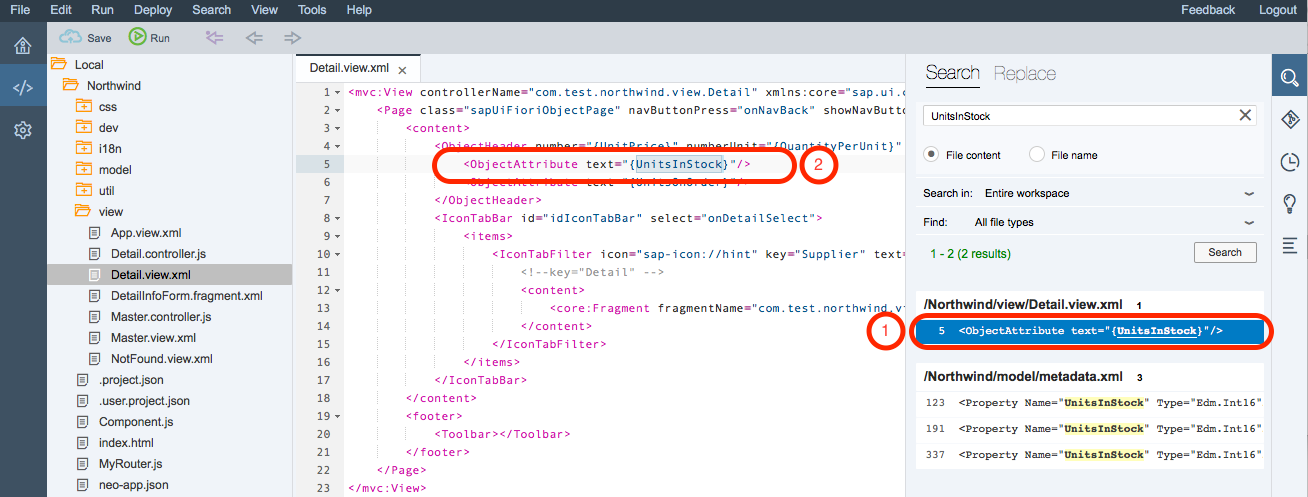 File Edit Run Deploy Search View Tools Help Feedback Logout
Save Run
Local
Northwind
css
dev
i18n
model
util
view
App.view.xml
Detail.controller.js
Detail.view.xml
DetailInfoForm.fragment.xml
Master.controller.js
Master.view.xml
NotFound.view.xml
.project.json
.user.project.json
Component.js
index.html
MyRouter.js
neo-app.json
Detail.view.xml
1 <mvc:View controllerName="com.test.northwind.view.Detail" xmlns:core="sap.ui.c
2 <Page class="sapUiFioriObjectPage" navButtonPress="onNavBack" showNavButto
3 <content>
4 <ObjectHeader number="{UnitPrice}" numberUnit="{QuantityPerUnit}"
5 <ObjectAttribute text="{UnitsInStock}"/>
2
6 <ObjectAttribute text="{UnitsOnOrder}"/>
7 </ObjectHeader>
8 <IconTabBar id="idIconTabBar" select="onDetailSelect">
9 <items>
10 <IconTabFilter icon="sap-icon://hint" key="Supplier" text=
11 <!--key="Detail" -->
12 <content>
13 <core:Fragment fragmentName="com.test.northwind.vi
14 </content>
15 </IconTabFilter>
16 </items>
17 </IconTabBar>
18 </content>
19 <footer>
20 <Toolbar></Toolbar>
21 </footer>
22 </Page>
23 </mvc:View>
Search Replace
UnitsInStock
File content File name
Search in: Entire workspace
Find: All file types
1 - 2 (2 results) Search
/Northwind/view/Detail.view.xml 1
1
5 <ObjectAttribute text="{UnitsInStock}"/>
/Northwind/model/metadata.xml 3
123 <Property Name="UnitsInStock" Type="Edm.Int16"
191 <Property Name="UnitsInStock" Type="Edm.Int16"
337 <Property Name="UnitsInStock" Type="Edm.Int16"